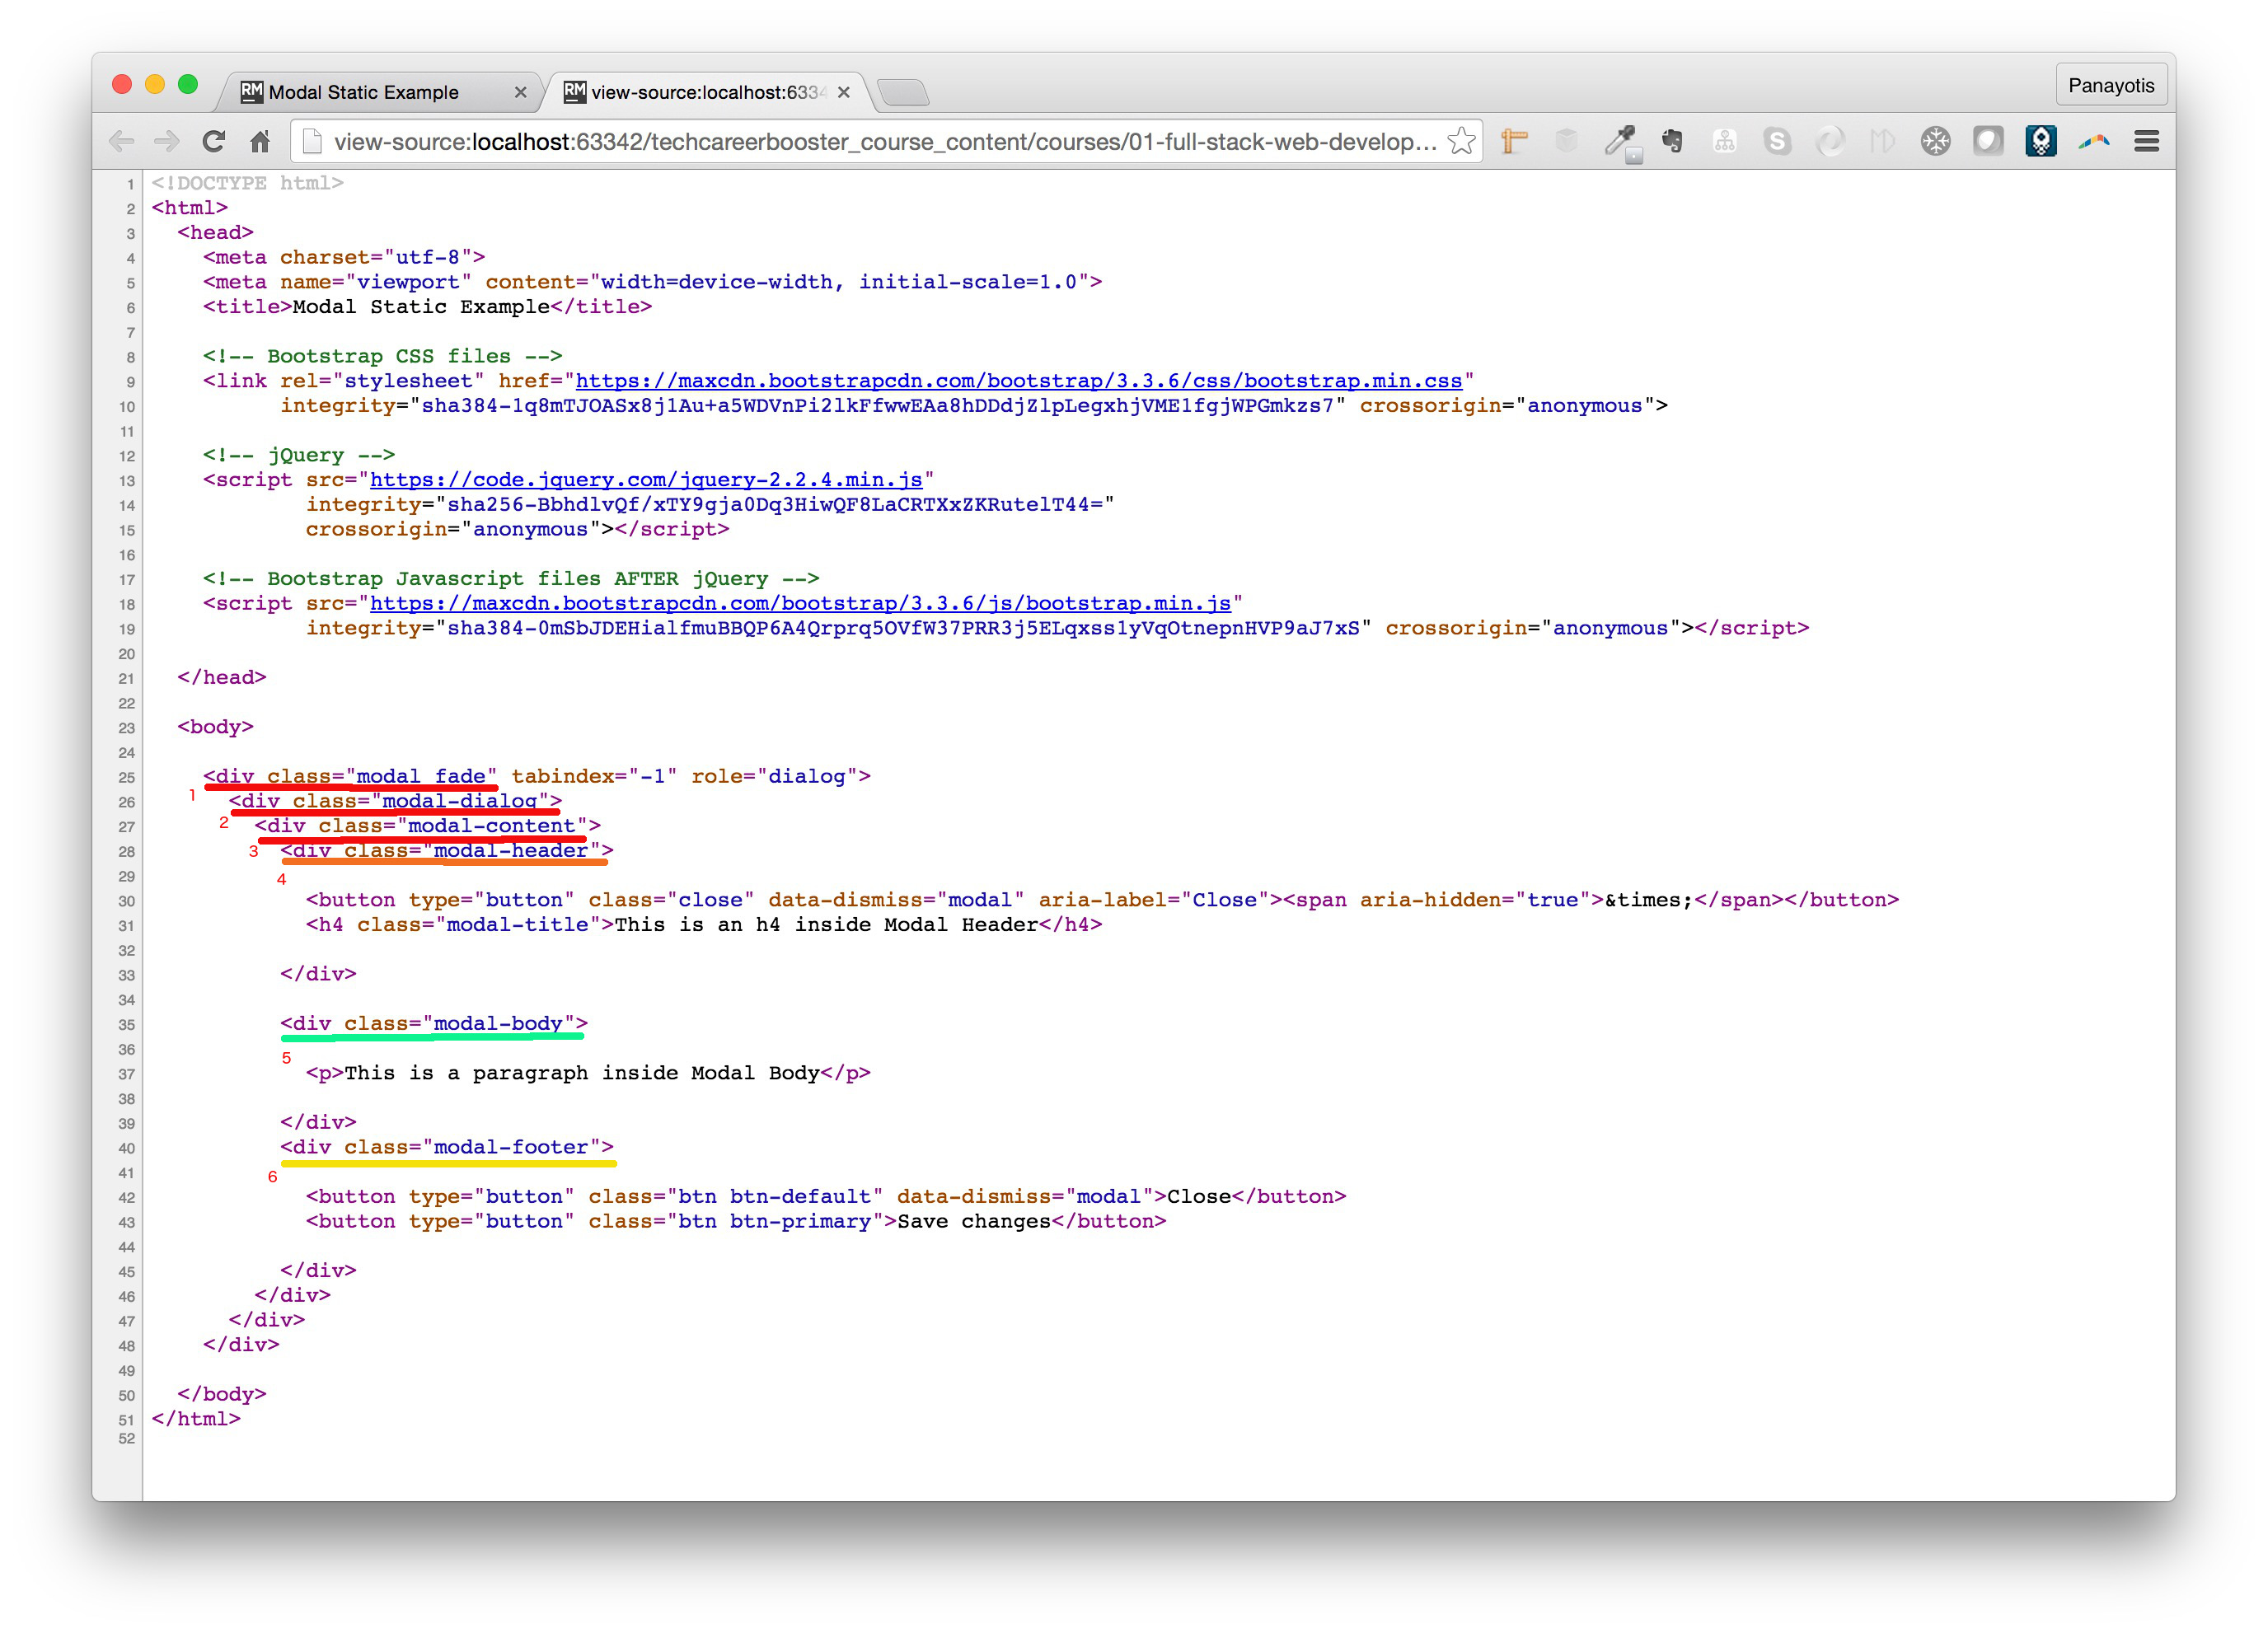 Panayotis
RM Modal Static Example
RM view-source:localhost:6334
view-source:localhost:63342/techcareerbooster_course_content/courses/01-full-stack-web-develop...
1 <!DOCTYPE html>
2 <html>
3 <head>
4 <meta charset="utf-8">
5 <meta name="viewport" content="width=device-width, initial-scale=1.0">
6 <title>Modal Static Example</title>
7
8 <!-- Bootstrap CSS files -->
9 <link rel="stylesheet" href="https://maxcdn.bootstrapcdn.com/bootstrap/3.3.6/css/bootstrap.min.css"
10 integrity="sha384-1q8mTJOASx8j1Au+a5WDVnPi2lkFfwwEAa8hDDdjZlpLegxhjVME1fgjWPGmkzs7" crossorigin="anonymous">
11
12 <!-- jQuery -->
13 <script src="https://code.jquery.com/jquery-2.2.4.min.js"
14 integrity="sha256-BbhdlvQf/xTY9gja0Dq3HiwQF8LaCRTXxZKRutelT44="
15 crossorigin="anonymous"></script>
16
17 <!-- Bootstrap Javascript files AFTER jQuery -->
18 <script src="https://maxcdn.bootstrapcdn.com/bootstrap/3.3.6/js/bootstrap.min.js"
19 integrity="sha384-0mSbJDEHialfmuBBQP6A4Qrprq5OVfW37PRR3j5ELqxss1yVqOtnepnHVP9aJ7xS" crossorigin="anonymous"></script>
20
21 </head>
22
23 <body>
24
25 <div class="modal fade" tabindex="-1" role="dialog">
1
26 <div class="modal-dialog">
2
27 <div class="modal-content">
3
28 <div class="modal-header">
29
4
30 <button type="button" class="close" data-dismiss="modal" aria-label="Close"><span aria-hidden="true">&times;</span></button>
31 <h4 class="modal-title">This is an h4 inside Modal Header</h4>
32
33 </div>
34
35 <div class="modal-body">
36
5
37 <p>This is a paragraph inside Modal Body</p>
38
39 </div>
40 <div class="modal-footer">
41
6
42 <button type="button" class="btn btn-default" data-dismiss="modal">Close</button>
43 <button type="button" class="btn btn-primary">Save changes</button>
44
45 </div>
46 </div>
47 </div>
48 </div>
49
50 </body>
51 </html>
52